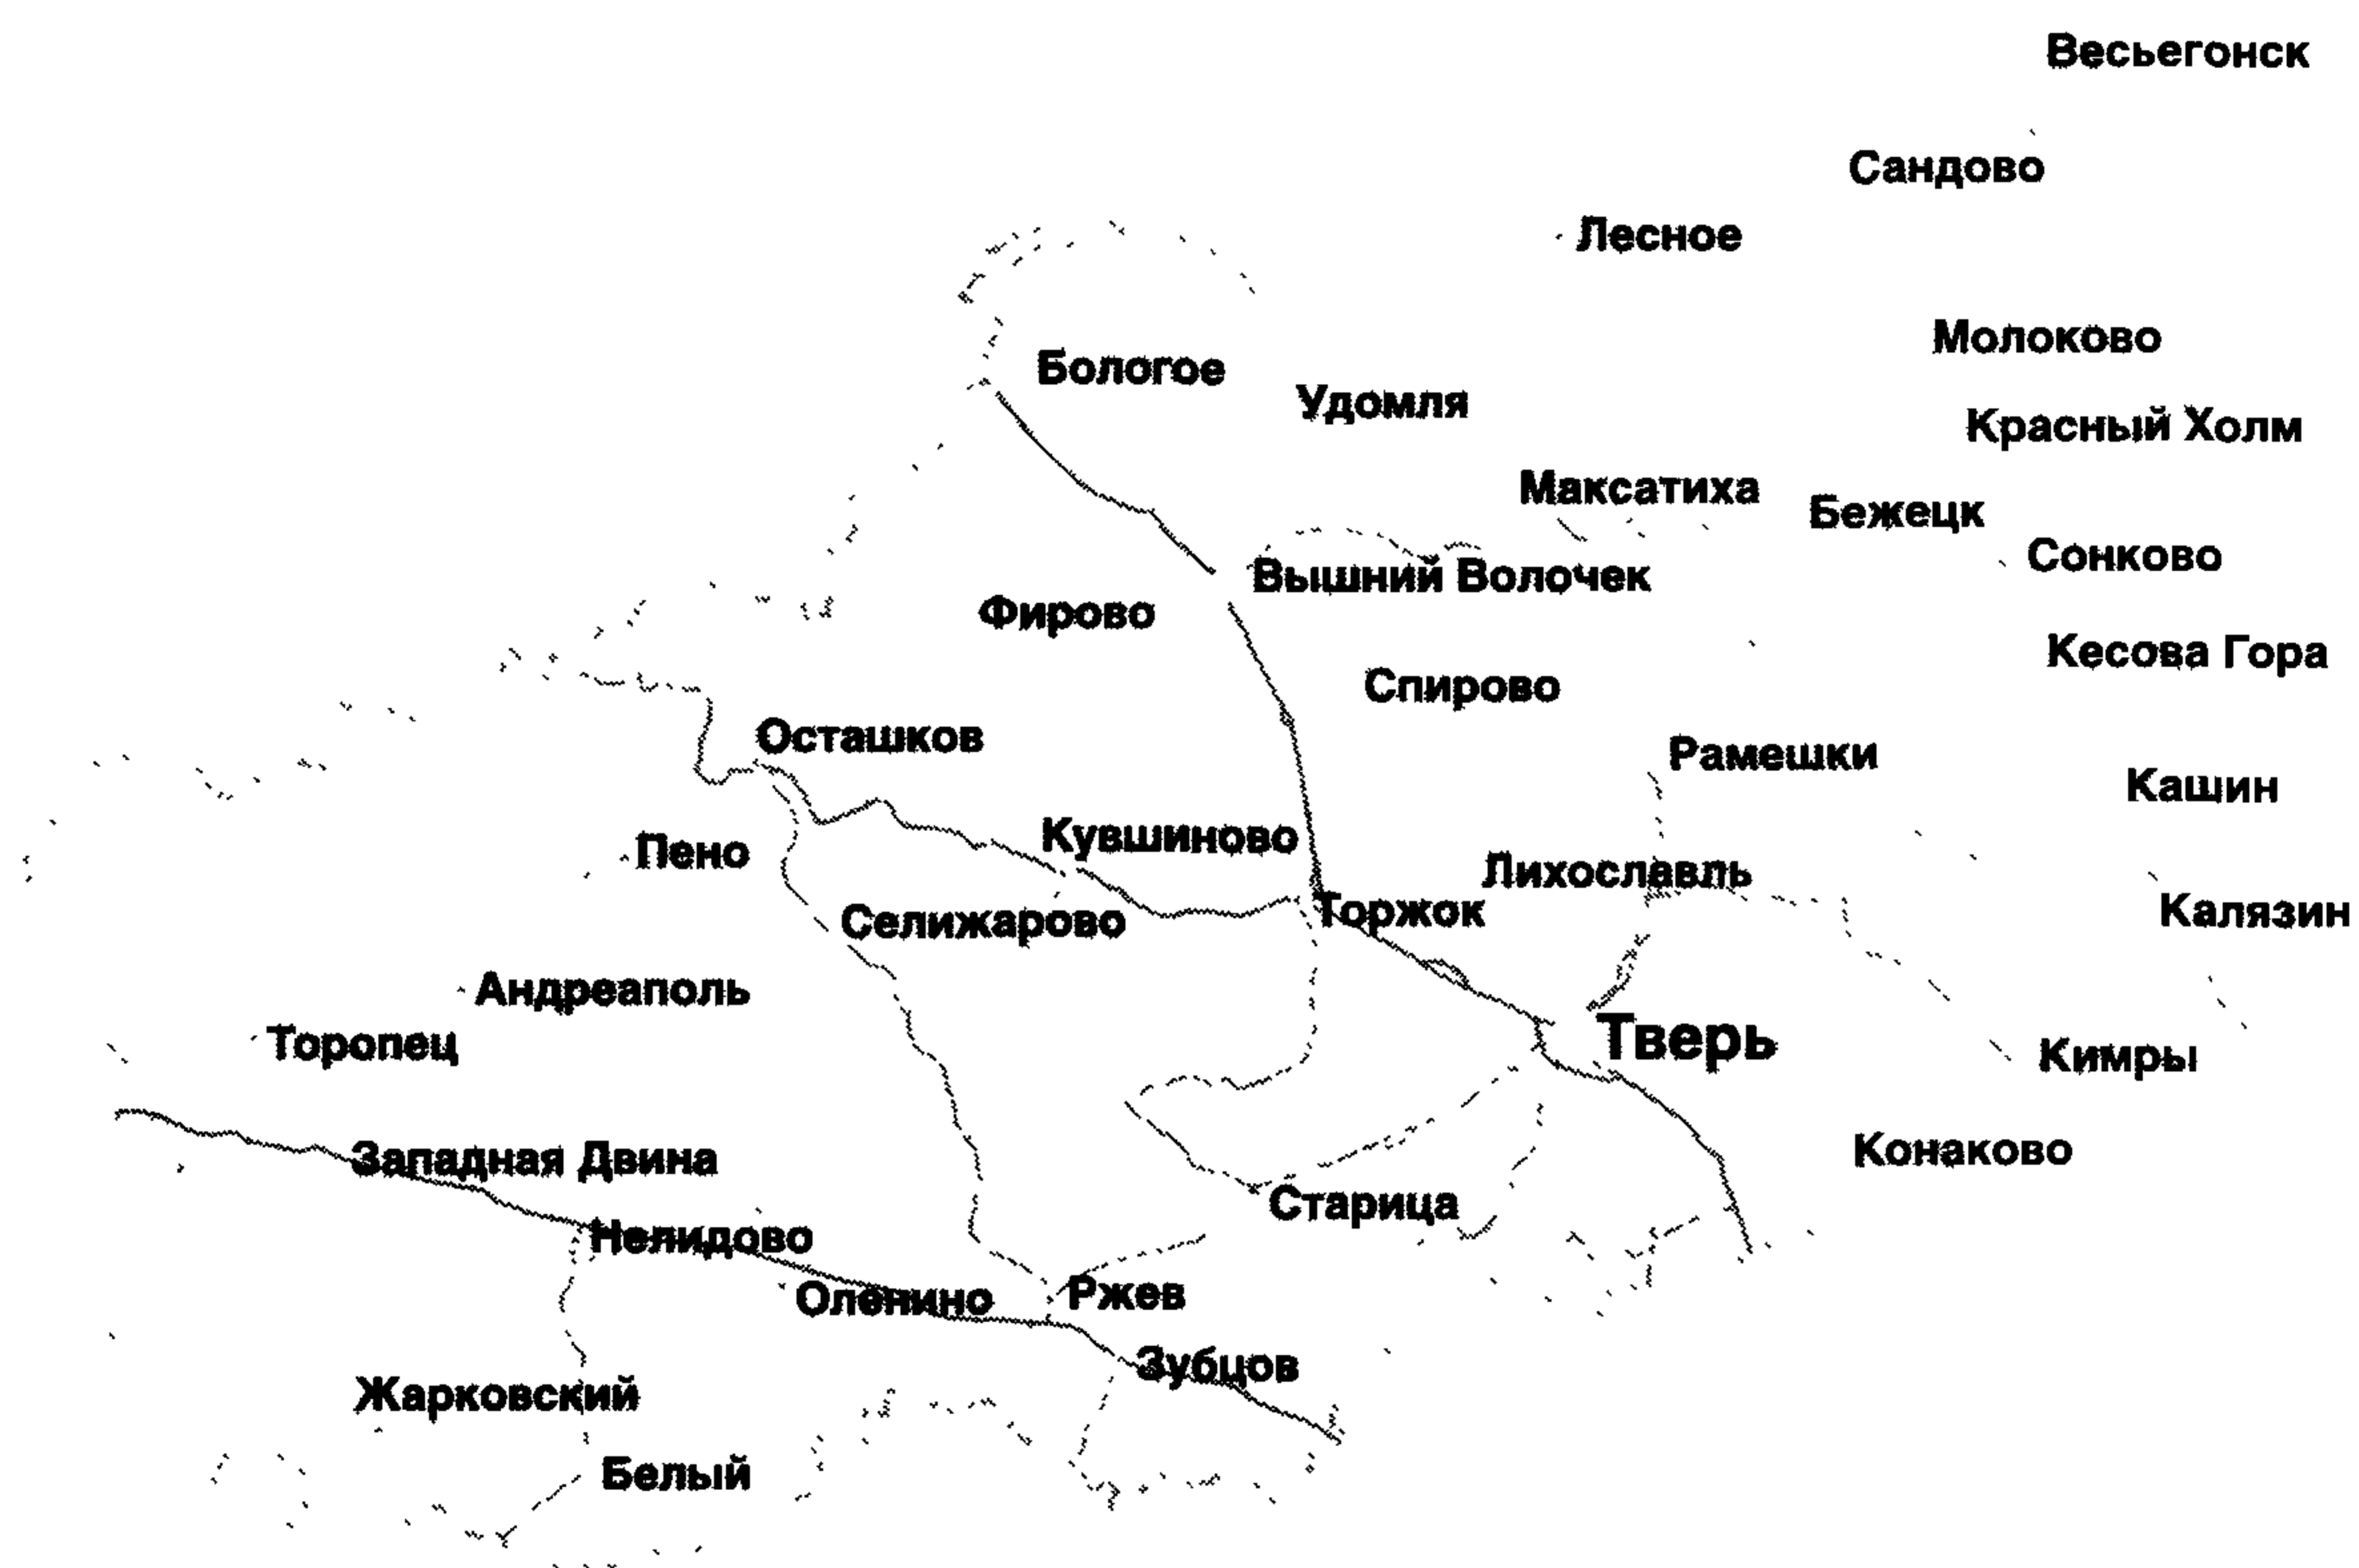 Весьегонск
Сандово
Лесное
Молоково
Бологое
Удомля
Красный Холм
Максатиха
Бежецк
Сонково
Вышний Волочек
Фирово
Кесова Гора
Спирово
Осташков
Рамешки
Кашин
Кувшиново
Пено
Лихославль
Торжок
Калязин
Селижарово
Андреаполь
Тверь
Торопец
Кимры
Конаково
Западная Двина
Старица
Нелидово
Ржев
Оленино
Зубцов
Жарковский
Белый